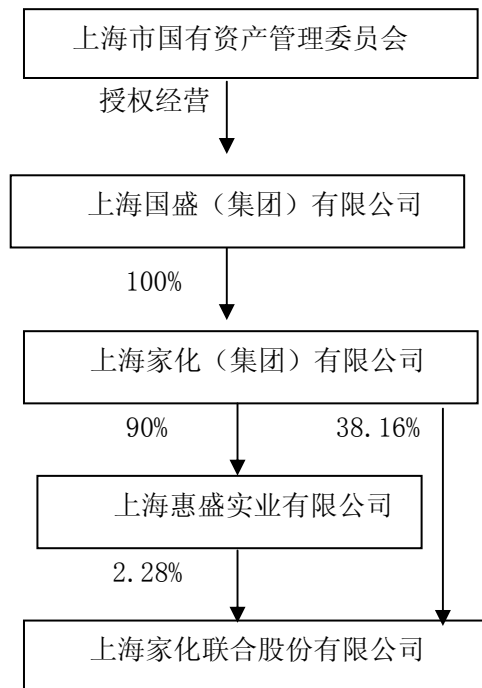 上海市国有资产管理委员会
授权经营
上海国盛（集团）有限公司
100%
上海家化（集团）有限公司
90%
38.16%
上海惠盛实业有限公司
2.28%
上海家化联合股份有限公司